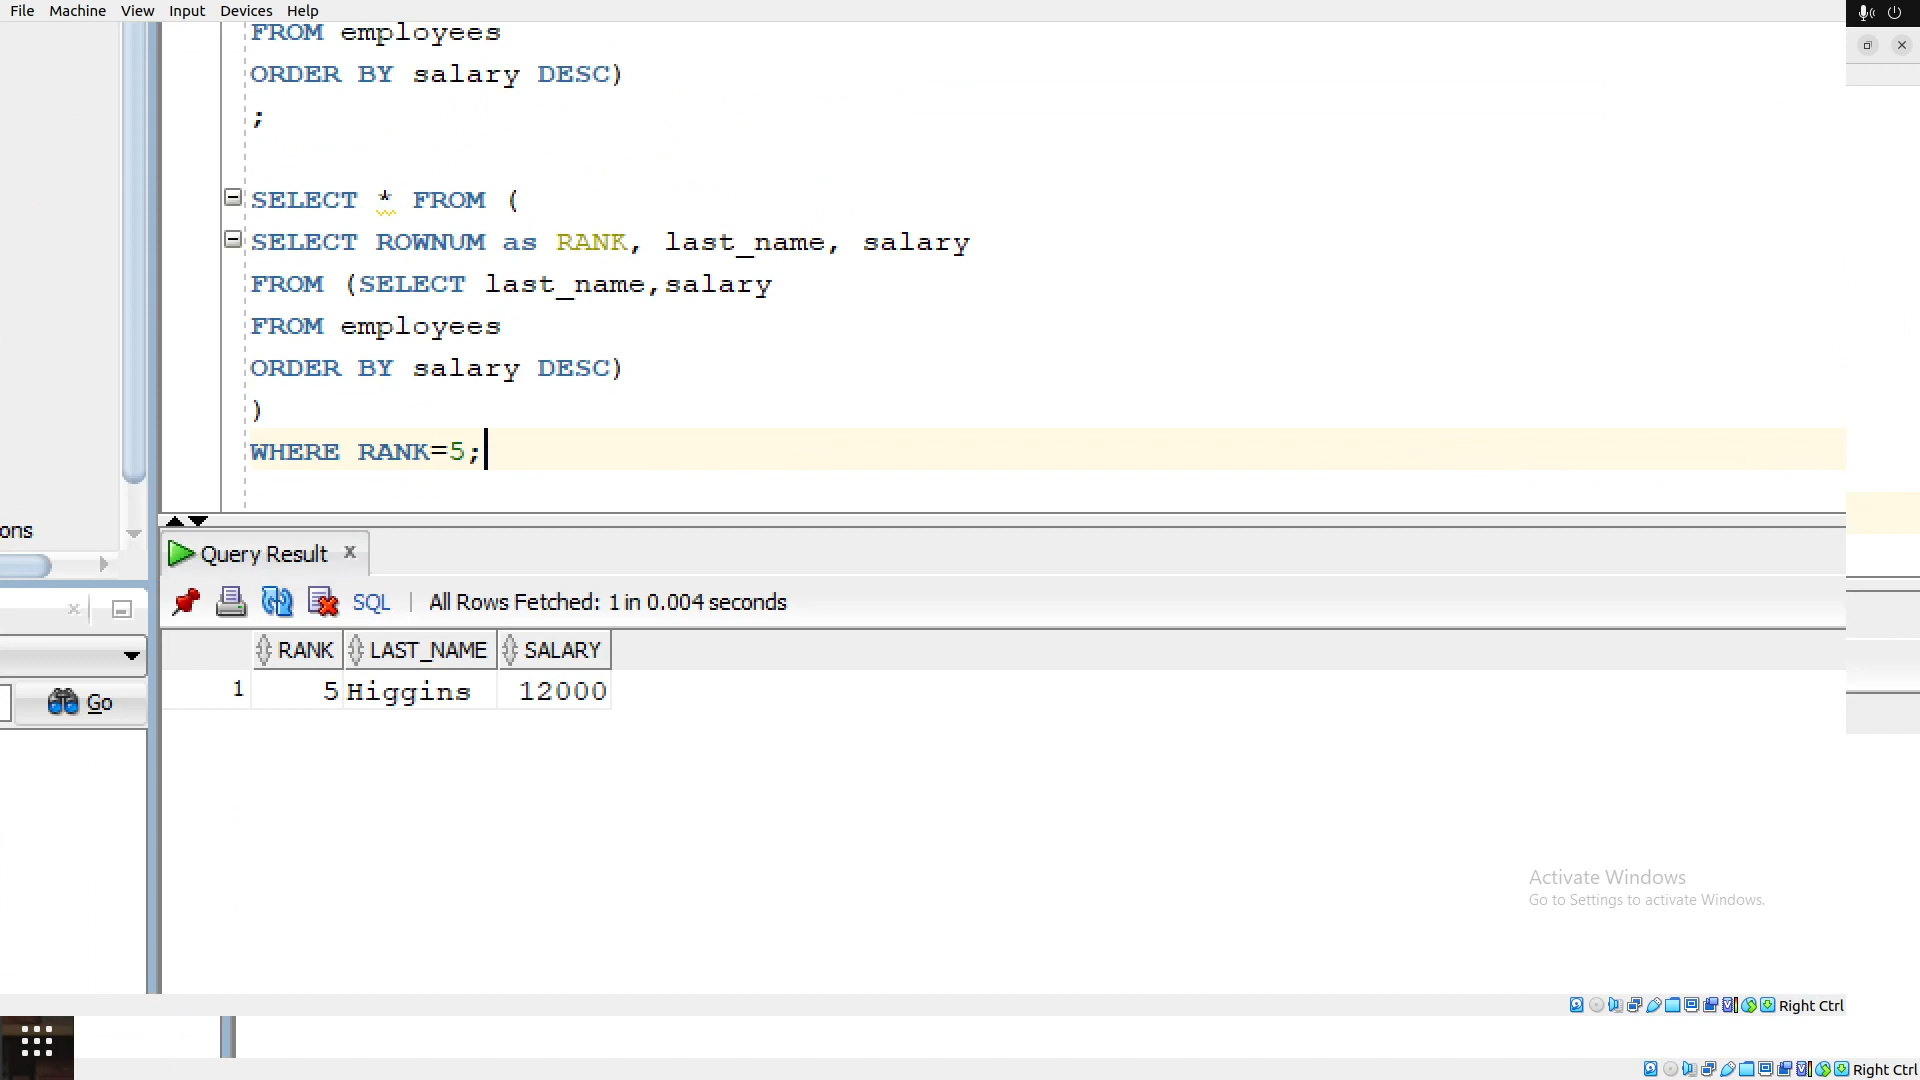 File Machine View Input Devices Help
FROM employees
ORDER BY salary DESC)
;
SELECT * FROM (
SELECT ROWNUM as RANK, last_name, salary
FROM (SELECT last_name,salary
FROM employees
ORDER BY salary DESC)
)
WHERE RANK=5;
ons
Query Result x
SQL | All Rows Fetched: 1 in 0.004 seconds
RANK LAST_NAME SALARY
1 5 Higgins 12000
Go
Activate Windows
Go to Settings to activate Windows.
Right Ctrl
Right Ctrl